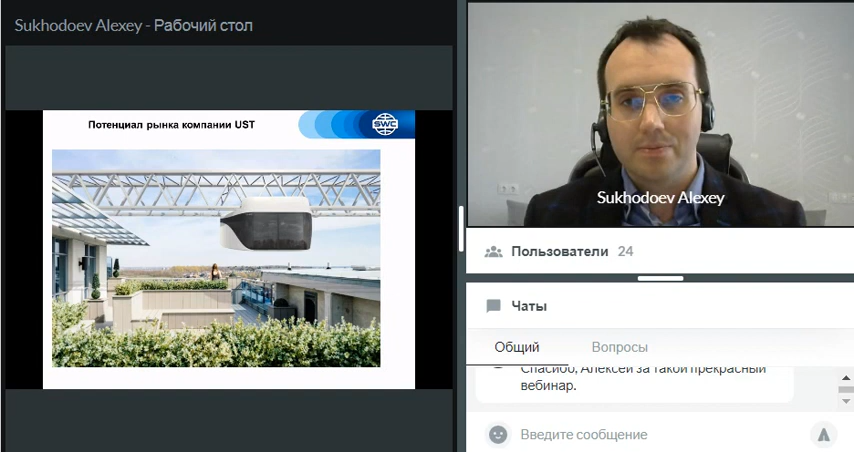 Sukhodoev Alexey - Рабочий стол
Потенциал рынка компании UST
SWC
Sukhodoev Alexey
Пользователи 24
Чаты
Общий Вопросы
Спасибо, Алексей за такой прекрасный
вебинар.
Введите сообщение